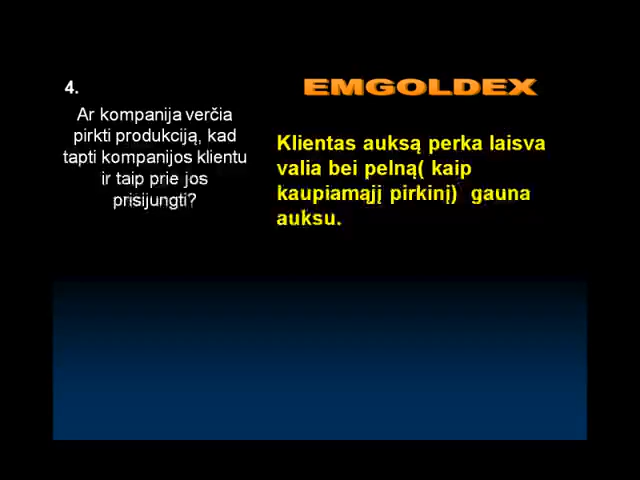 4.
Ar kompanija verčia
pirkti produkciją, kad
tapti kompanijos klientu
ir taip prie jos
prisijungti?
EMGOLDEX
Klientas auksą perka laisva
valia bei pelną( kaip
kaupiamąjį pirkinį)  gauna
auksu.